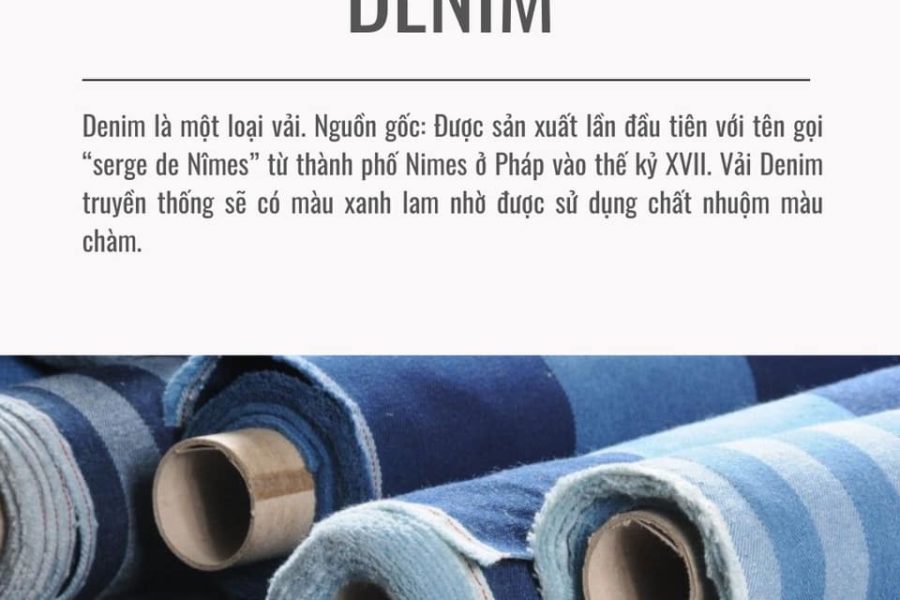 DENIM
Denim là một loại vải. Nguồn gốc: Được sản xuất lần đầu tiên với tên gọi
“serge de Nîmes” từ thành phố Nimes ở Pháp vào thế kỷ XVII. Vải Denim
truyền thống sẽ có màu xanh lam nhờ được sử dụng chất nhuộm màu
chàm.